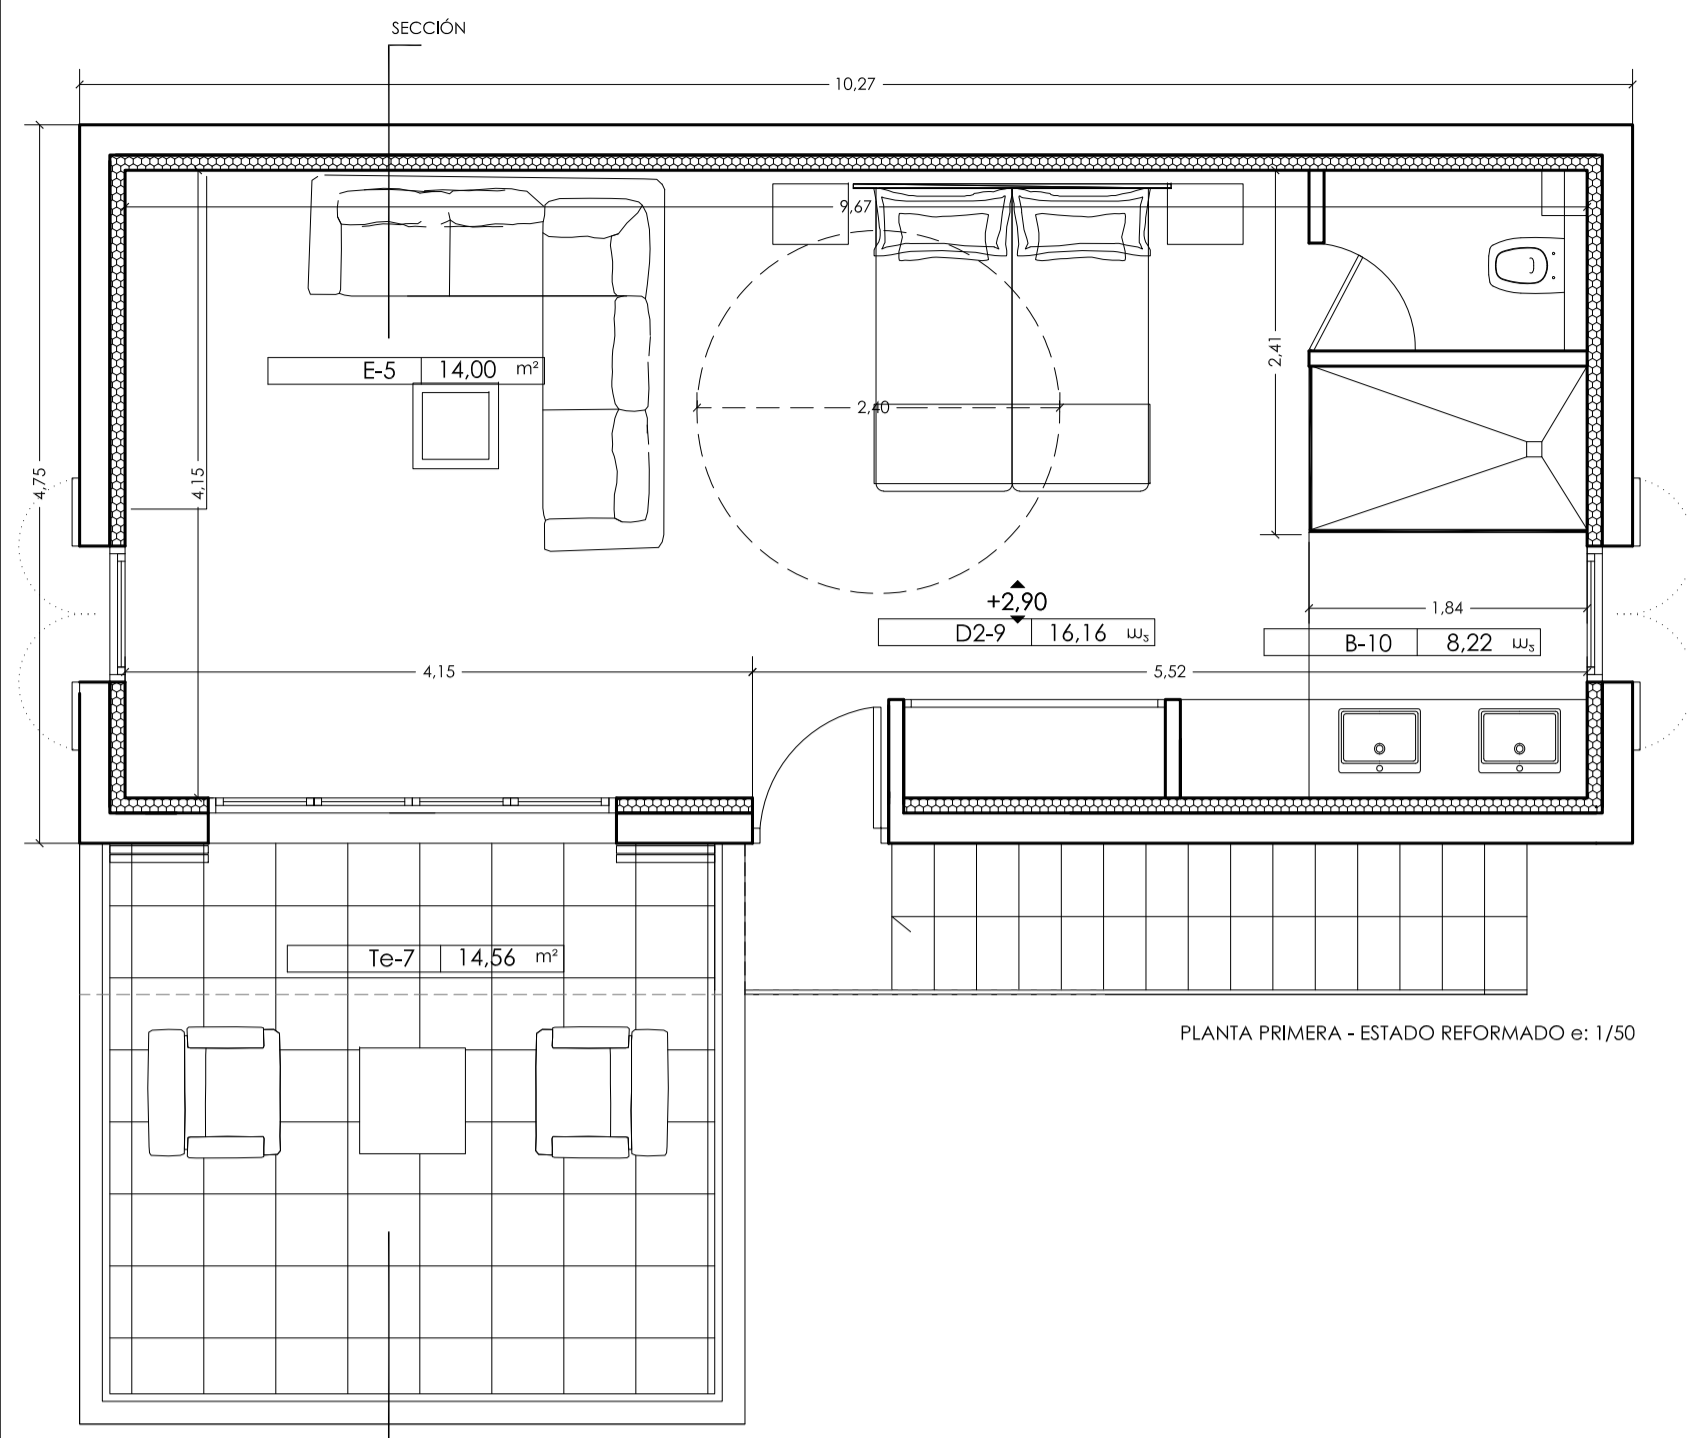 SECCIÓN
10,27
9,67
4,75
4,15
2,41
2,40
E-5 14,00 m²
+2,90
D2-9 16,16 m²
1,84
B-10 8,22 m²
4,15
5,52
Te-7 14,56 m²
PLANTA PRIMERA - ESTADO REFORMADO e: 1/50